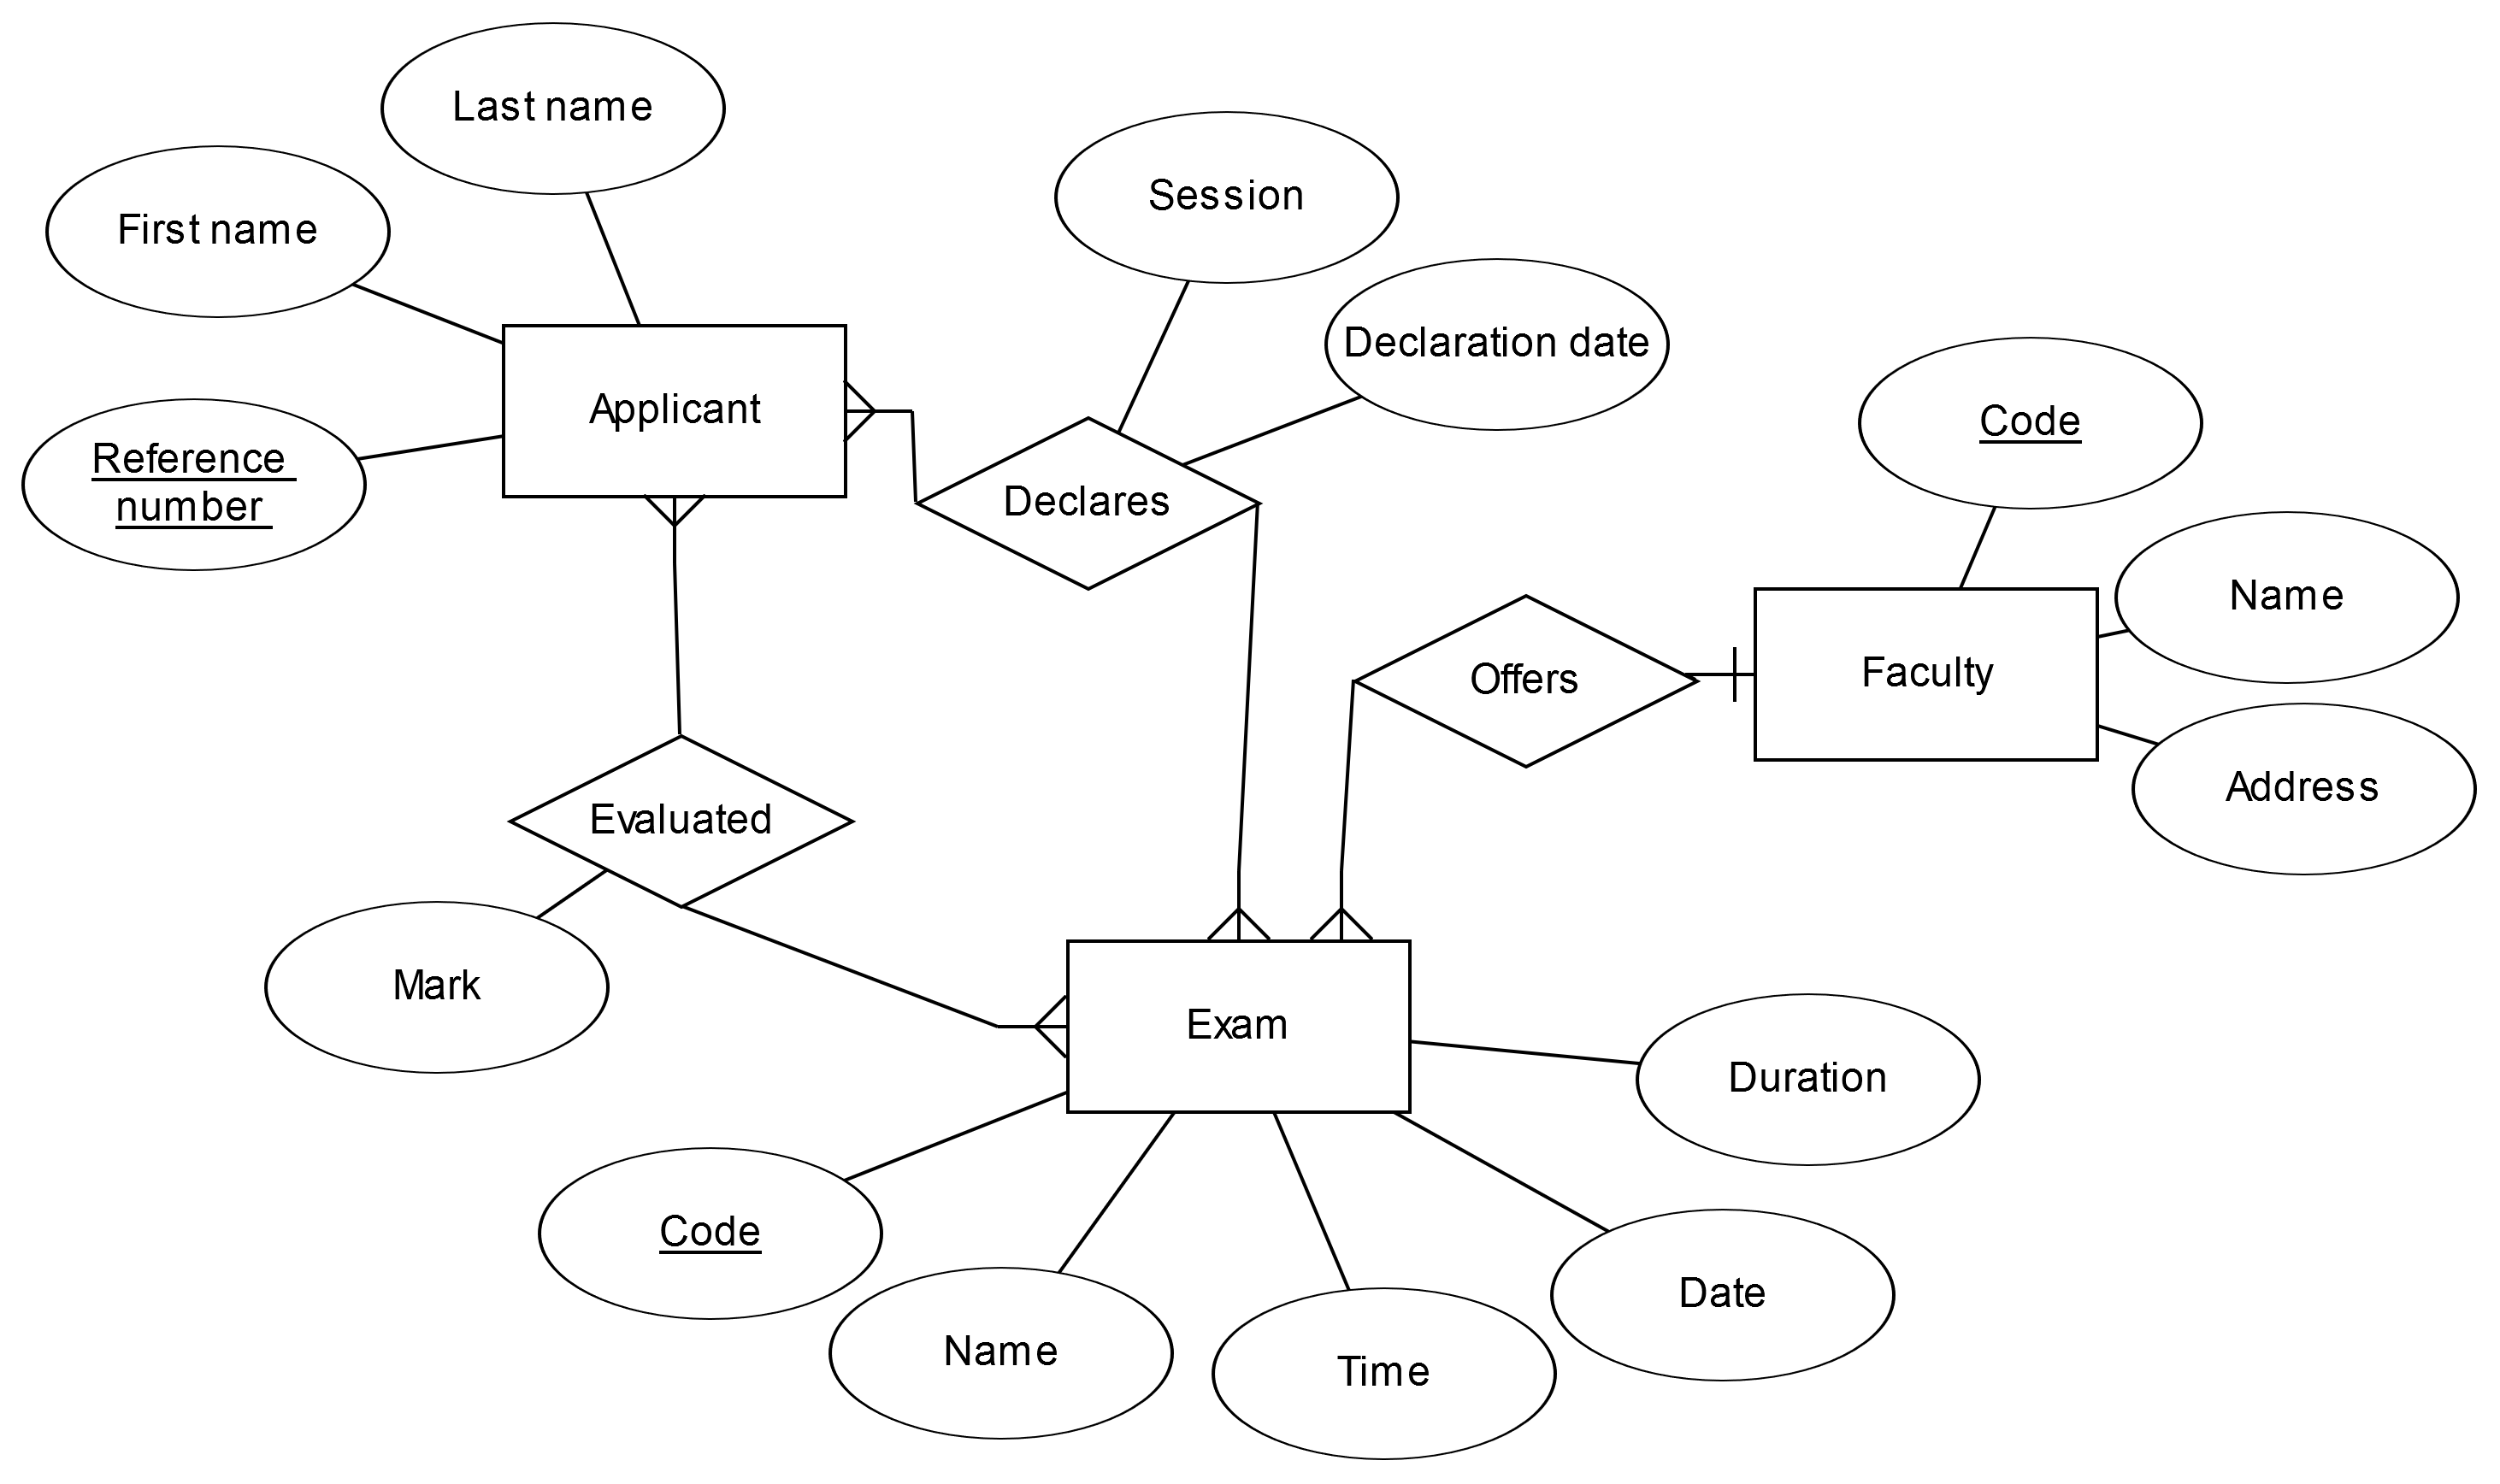 Last name
Session
First name
Declaration date
Applicant
Code
Reference
number
Declares
Name
Offers
Faculty
Address
Evaluated
Mark
Exam
Duration
Code
Date
Name
Time